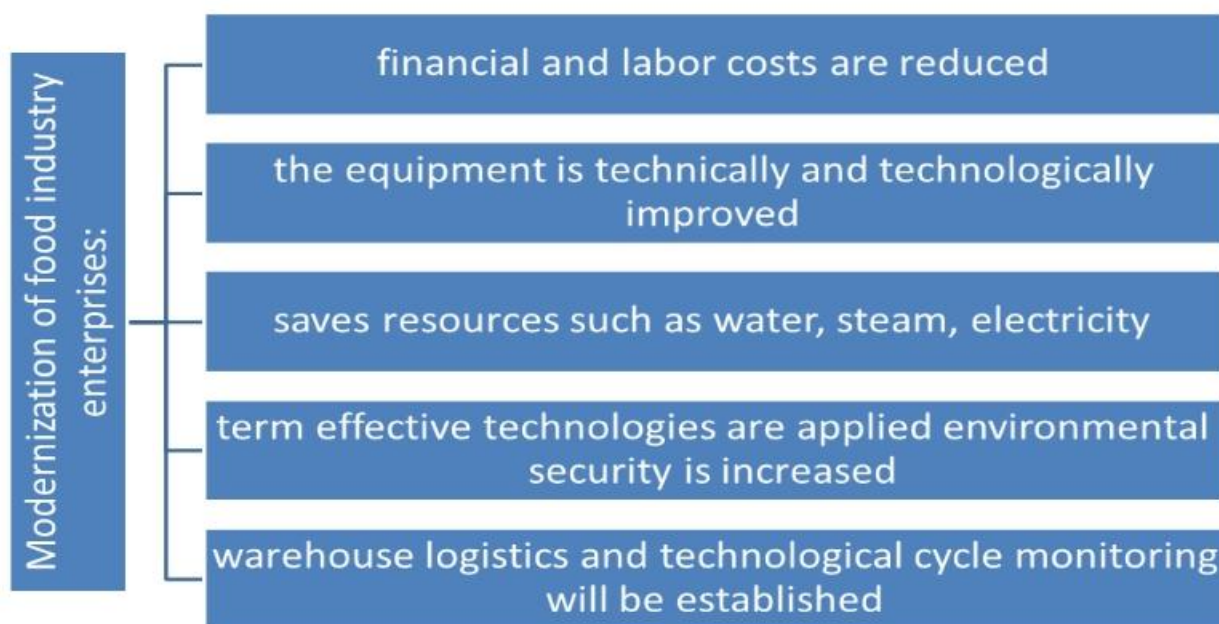 Modernization of food industry
enterprises:
financial and labor costs are reduced
the equipment is technically and technologically
improved
saves resources such as water, steam, electricity
term effective technologies are applied environmental
security is increased
warehouse logistics and technological cycle monitoring
will be established